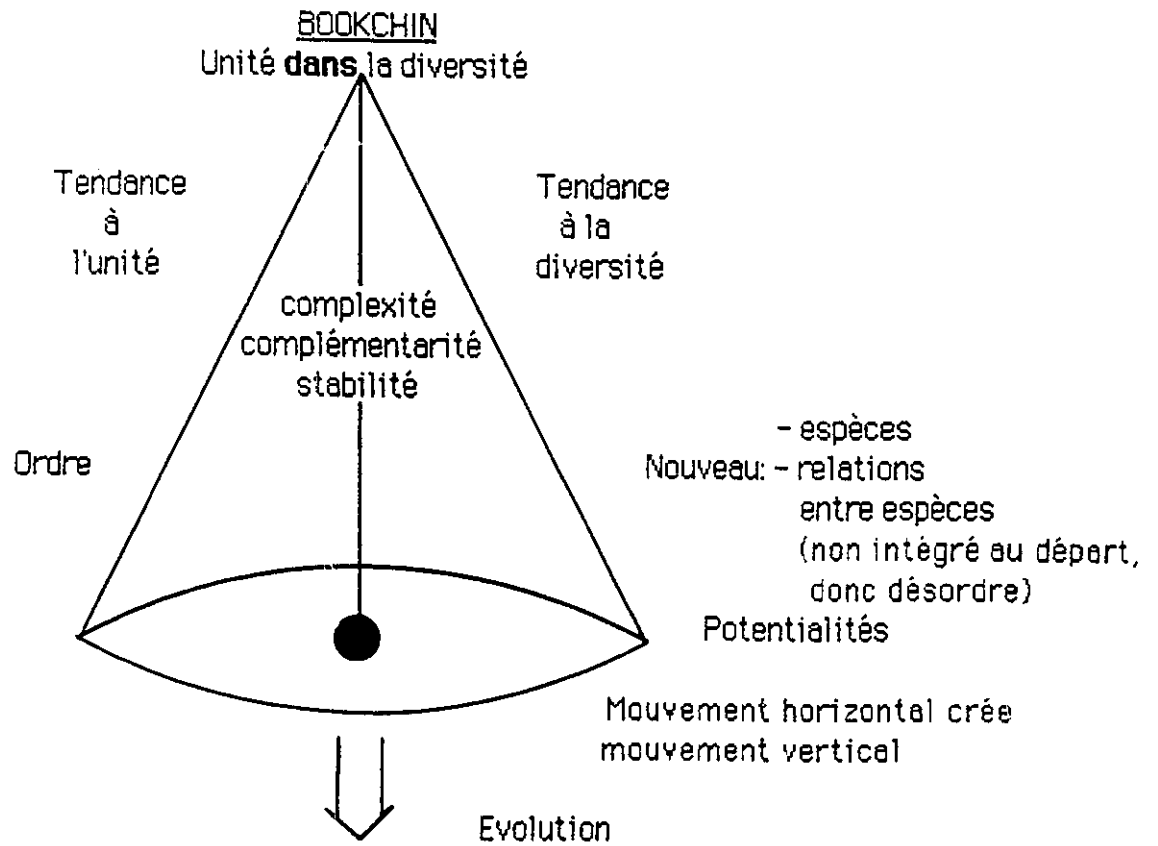 BOOKCHIN
Unité dans la diversité
Tendance
à
l'unité
Tendance
à la
diversité
complexité
complémentarité
stabilité
Ordre
- espèces
Nouveau: - relations
entre espèces
(non intégré au départ,
donc désordre)
Potentialités
Mouvement horizontal crée
mouvement vertical
Evolution